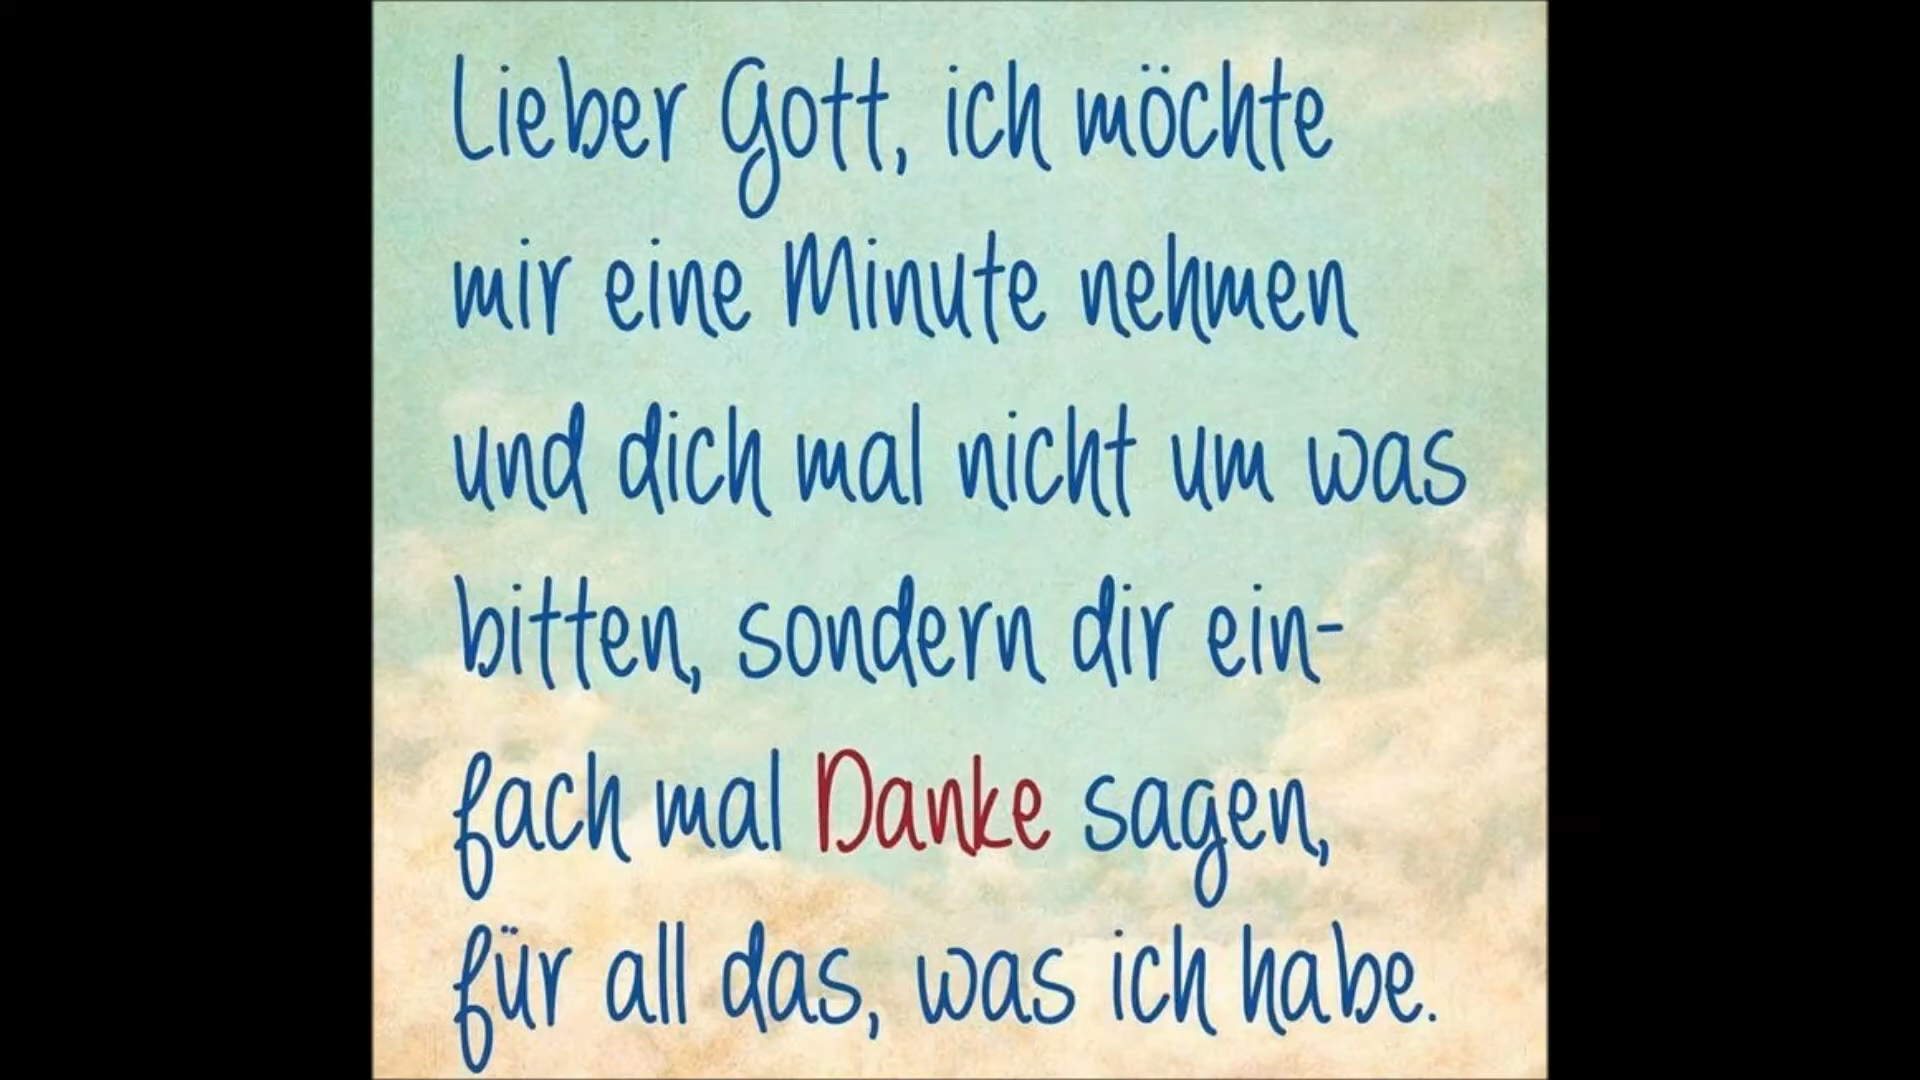 Lieber Gott, ich möchte
mir eine Minute nehmen
und dich mal nicht um was
bitten, sondern dir ein-
fach mal Danke sagen,
für all das, was ich habe.